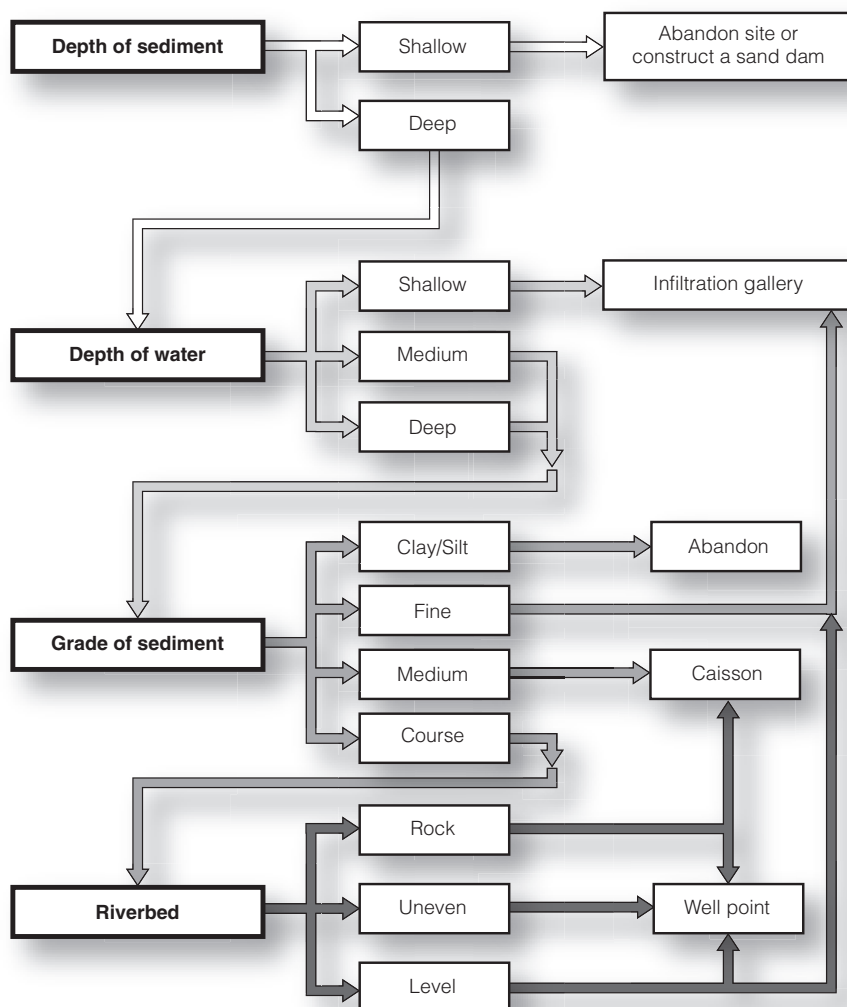 Depth of sediment
Shallow
Abandon site or
construct a sand dam
Deep
Shallow
Infiltration gallery
Depth of water
Medium
Deep
Clay/Silt
Abandon
Fine
Grade of sediment
Medium
Caisson
Course
Rock
Riverbed
Uneven
Well point
Level